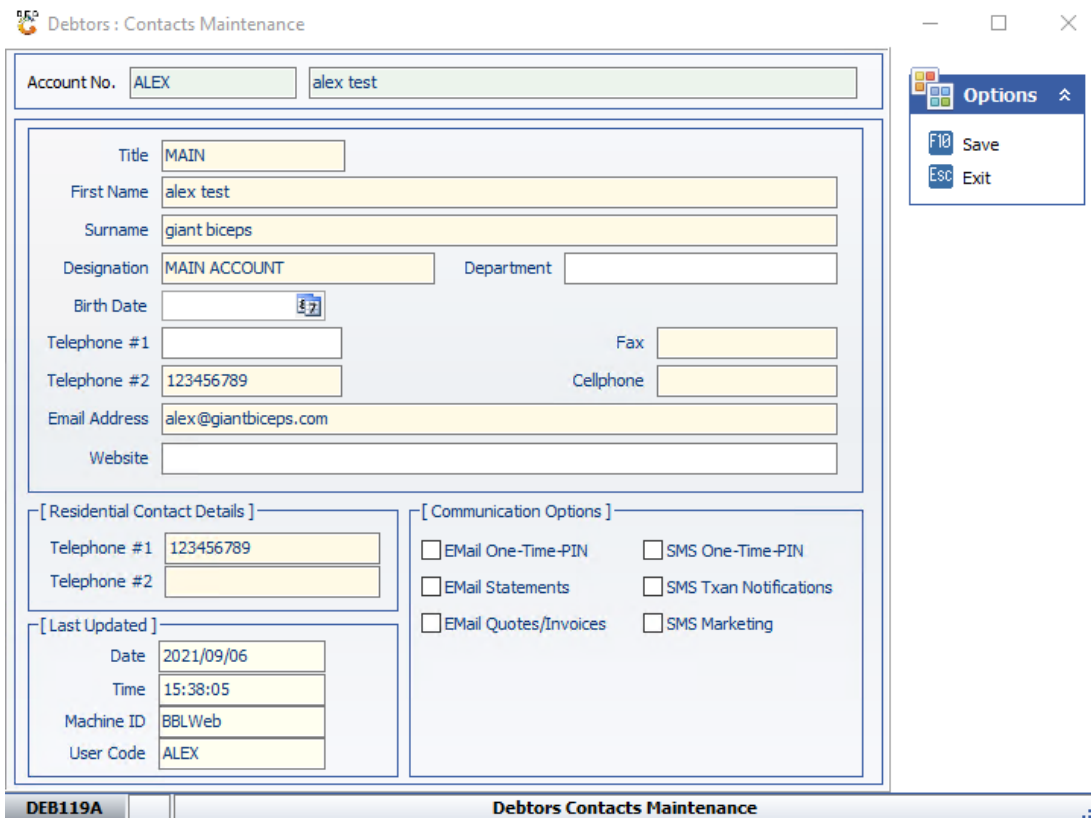 Debtors : Contacts Maintenance
Account No. ALEX alex test
Options
F10 Save
Esc Exit
Title MAIN
First Name alex test
Surname giant biceps
Designation MAIN ACCOUNT Department
Birth Date
Telephone #1 Fax
Telephone #2 123456789 Cellphone
Email Address alex@giantbiceps.com
Website
[ Residential Contact Details ]
Telephone #1 123456789
Telephone #2
[ Communication Options ]
EMail One-Time-PIN SMS One-Time-PIN
EMail Statements SMS Txan Notifications
EMail Quotes/Invoices SMS Marketing
[ Last Updated ]
Date 2021/09/06
Time 15:38:05
Machine ID BBLWeb
User Code ALEX
DEB119A Debtors Contacts Maintenance